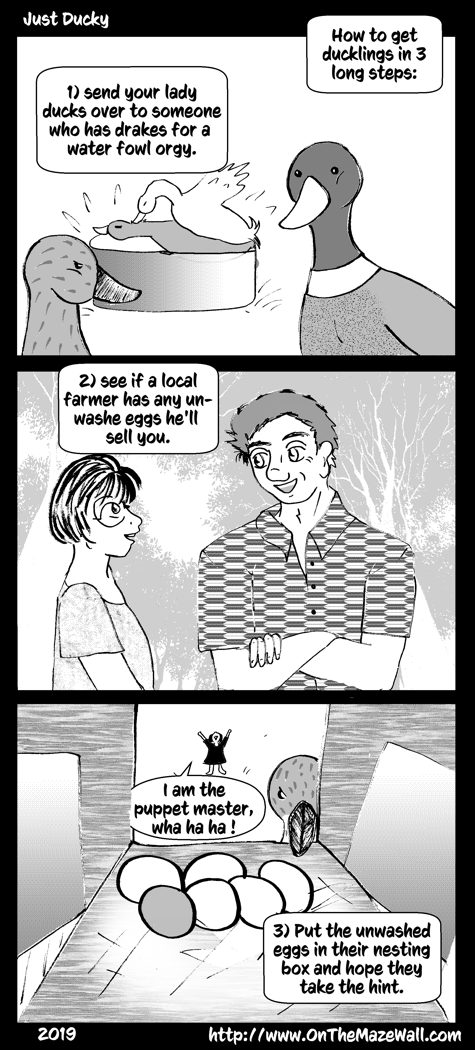 Just Ducky
How to get
ducklings in 3
long steps:
1) send your lady
ducks over to someone
who has drakes for a
water fowl orgy.
2) see if a local
farmer has any un-
washe eggs he'll
sell you.
I am the
puppet master,
wha ha ha !
3) Put the unwashed
eggs in their nesting
box and hope they
take the hint.
2019
http://www.OnTheMazeWall.com